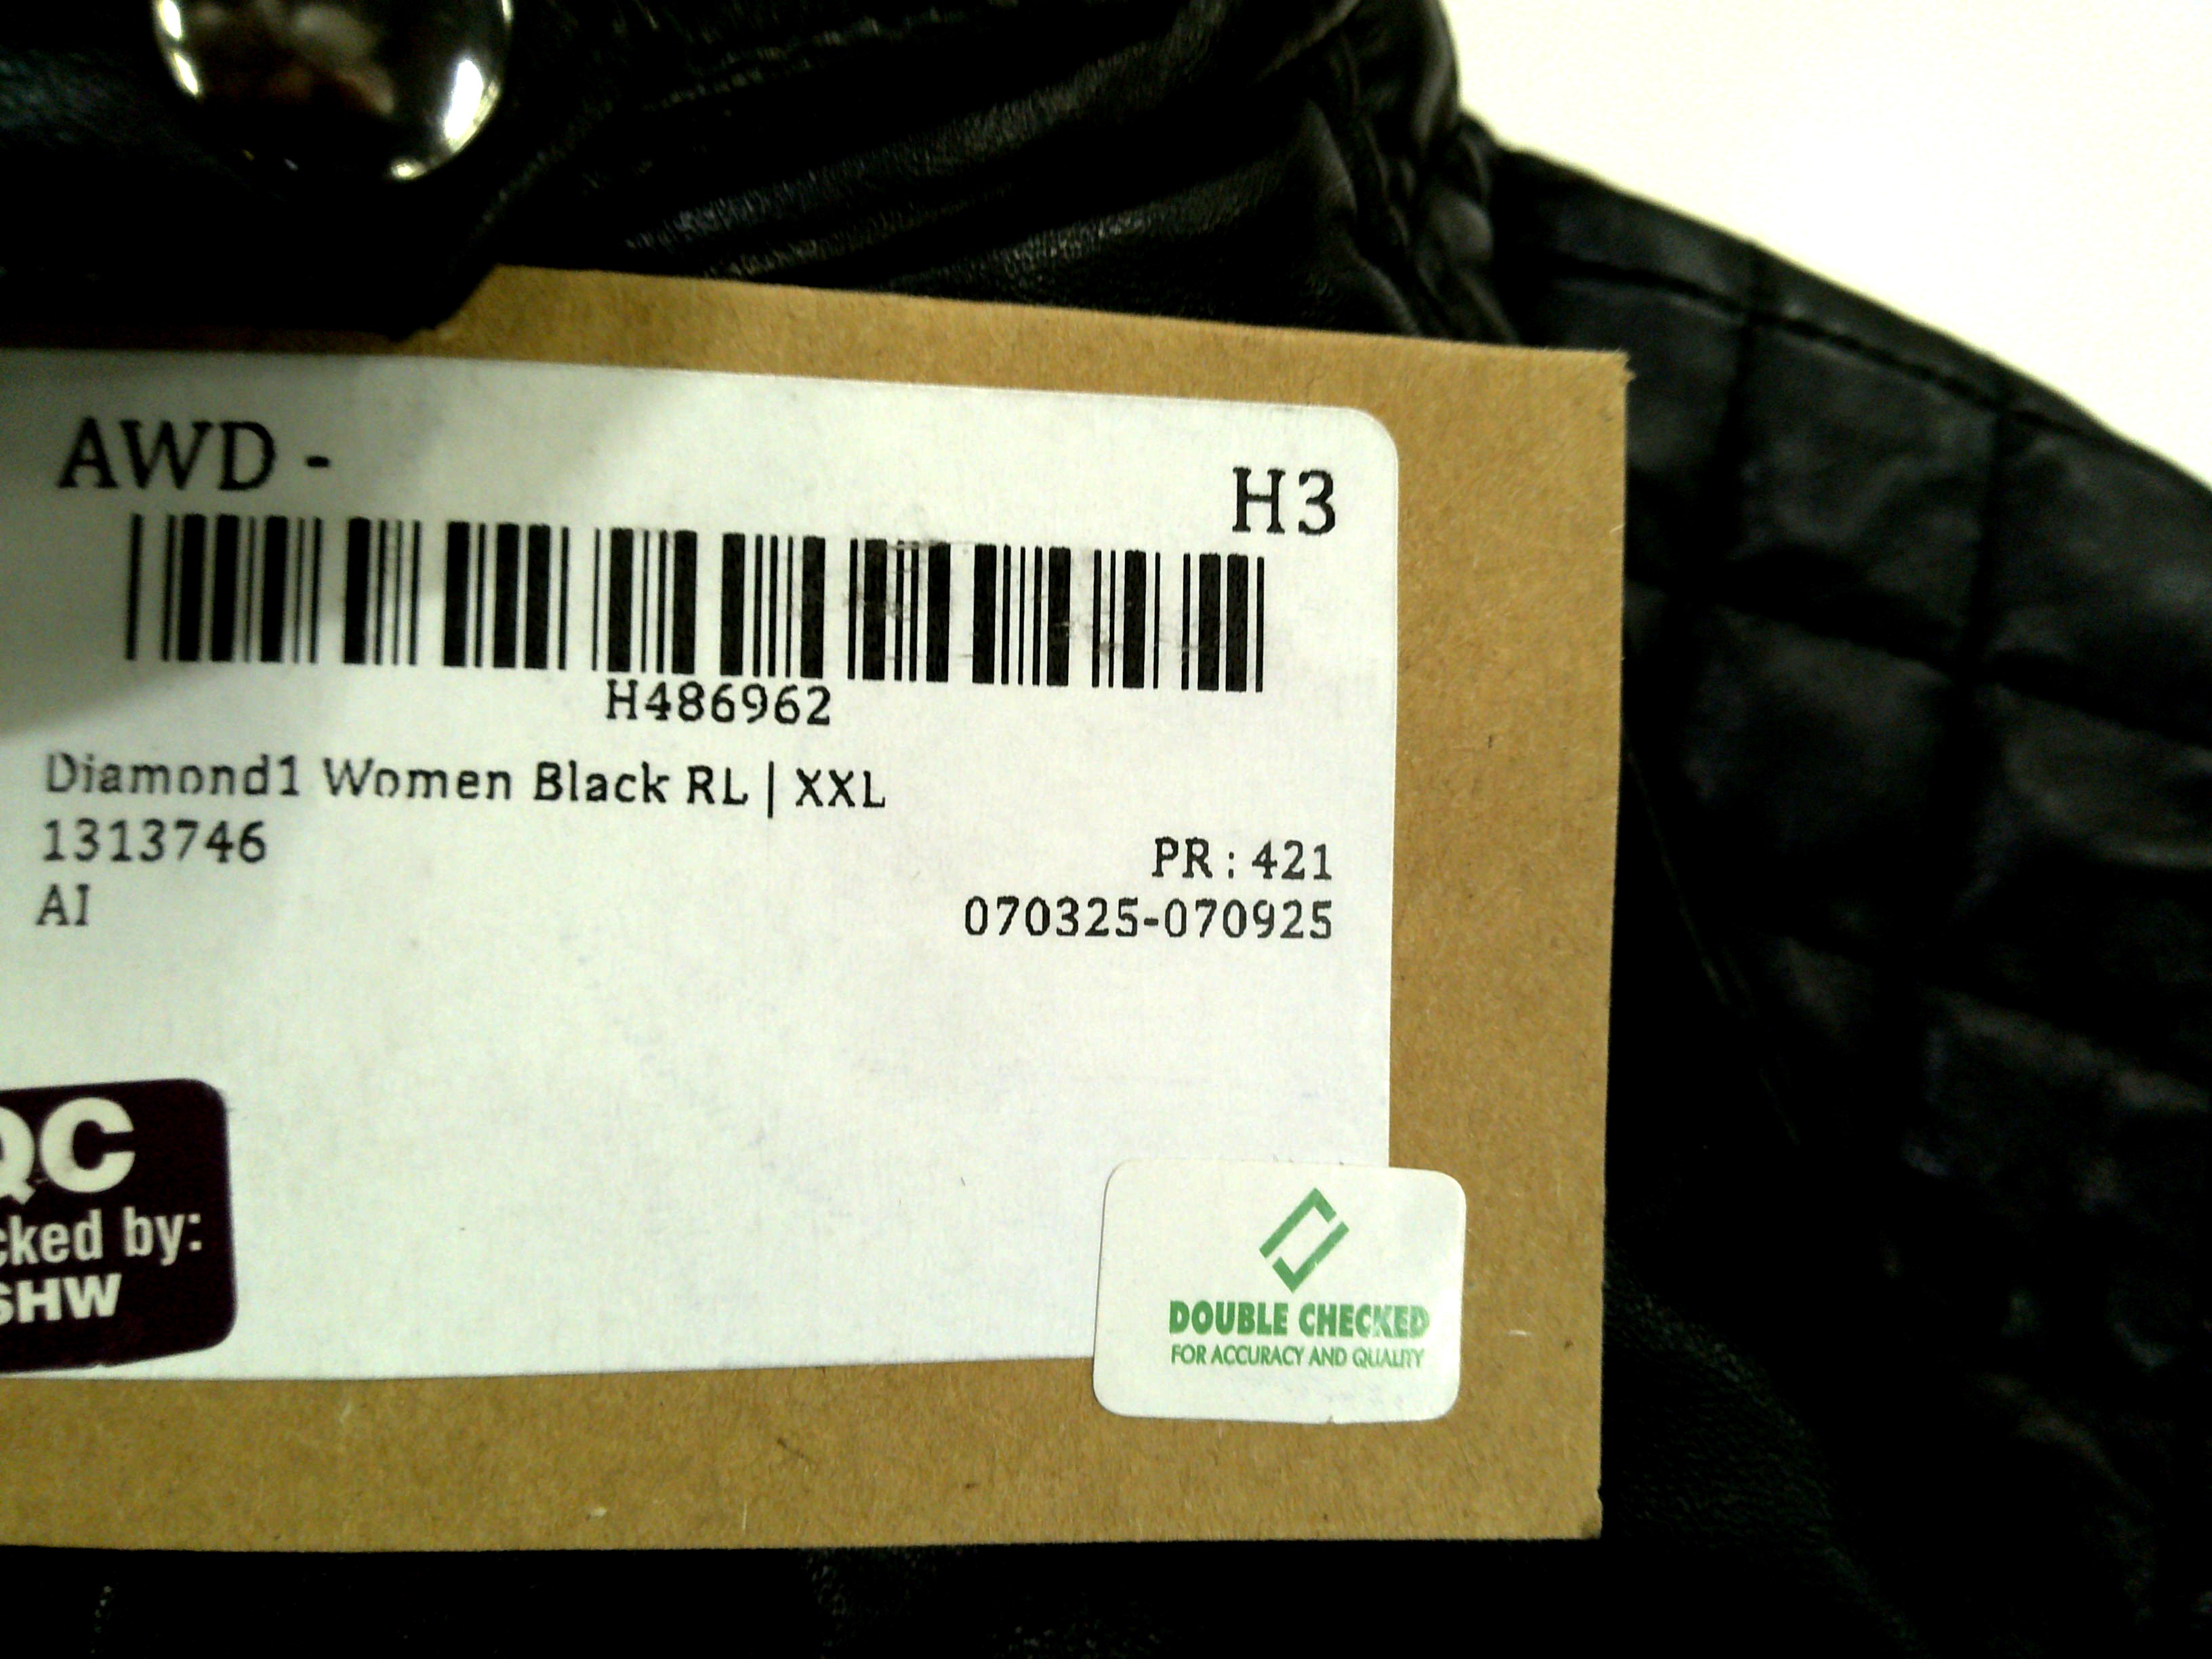 AWD -
H3
H486962
Diamond1 Women Black RL | XXL
1313746
PR : 421
AI
070325-070925
QC
cked by:
SHW
DOUBLE CHECKED
FOR ACCURACY AND QUALITY